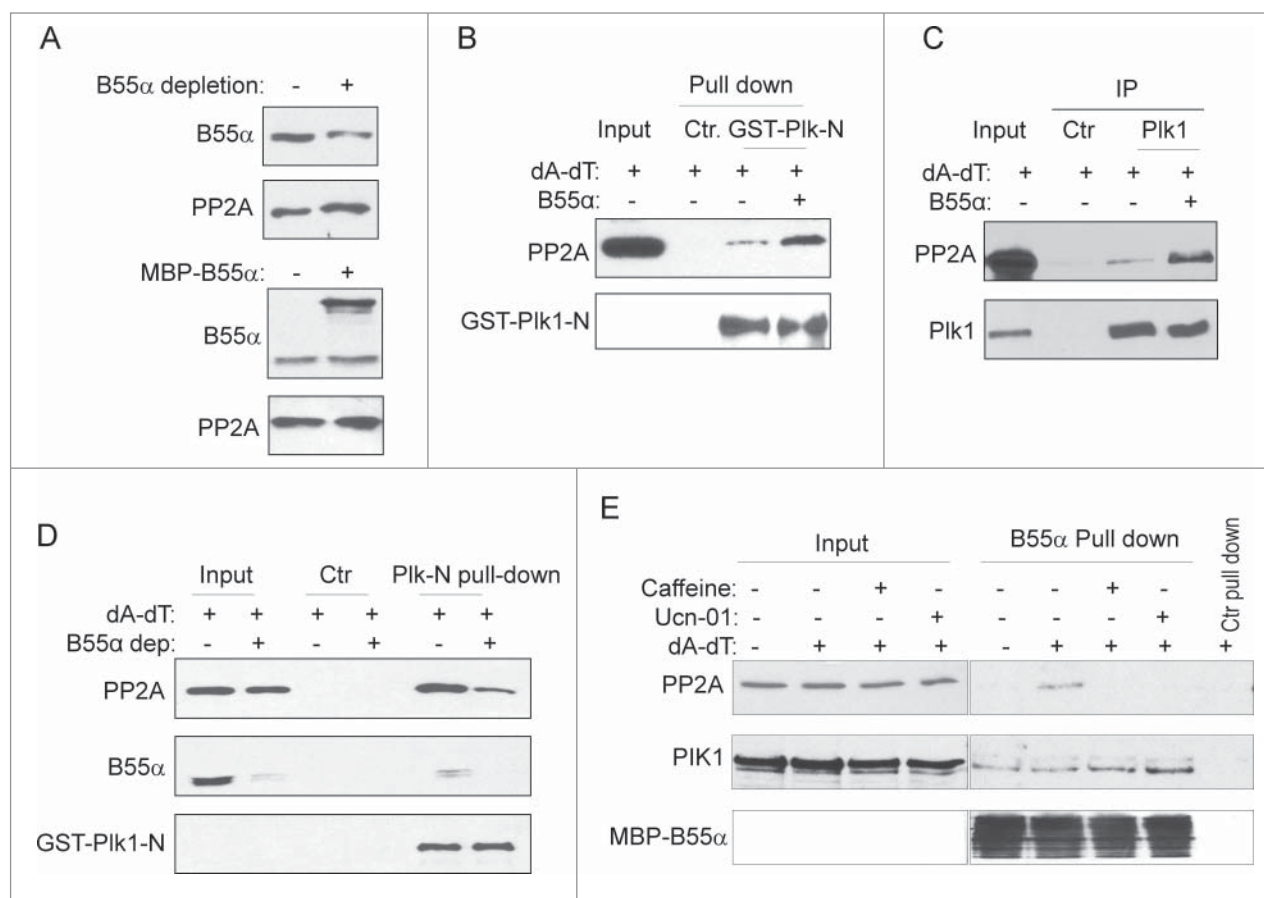 A
B55α depletion: - +
B55α
PP2A
MBP-B55α: - +
B55α
PP2A
B
Pull down
Input Ctr. GST-Plk-N
dA-dT: + + + +
B55α: - - - +
PP2A
GST-Plk1-N
C
IP
Input Ctr Plk1
dA-dT: + + + +
B55α: - - - +
PP2A
Plk1
D
Input Ctr Plk-N pull-down
dA-dT: + + + + + +
B55α dep: - + - + - +
PP2A
B55α
GST-Plk1-N
E
Input B55α Pull down Ctr pull down
Caffeine: - - + - - - + -
Ucn-01: - - - + - - - +
dA-dT: - + + + - + + + +
PP2A
PlK1
MBP-B55α